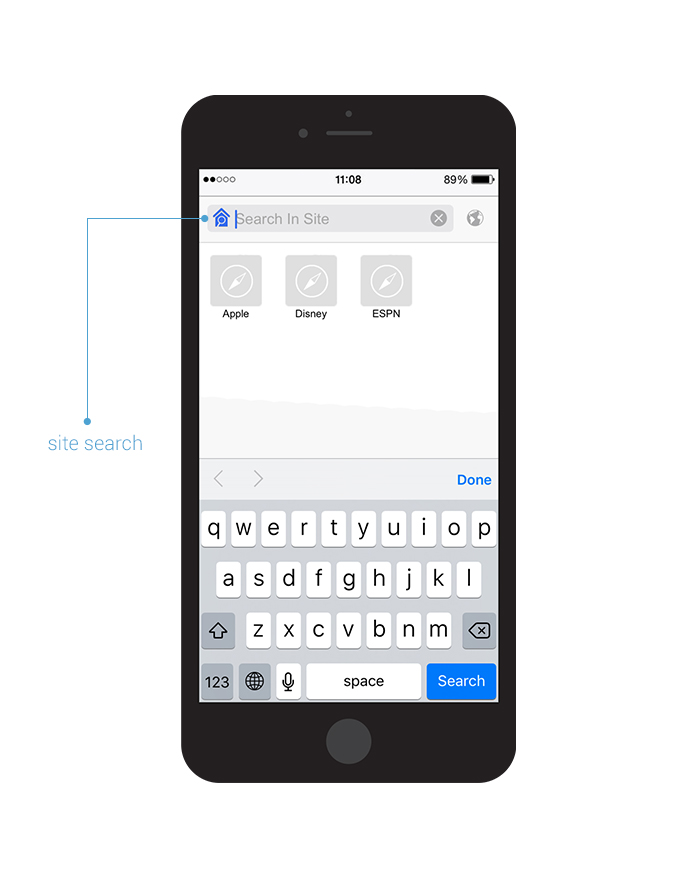 11:08 89%
Search In Site
Apple Disney ESPN
site search
Done
q w e r t y u i o p
a s d f g h j k l
z x c v b n m
123 space Search